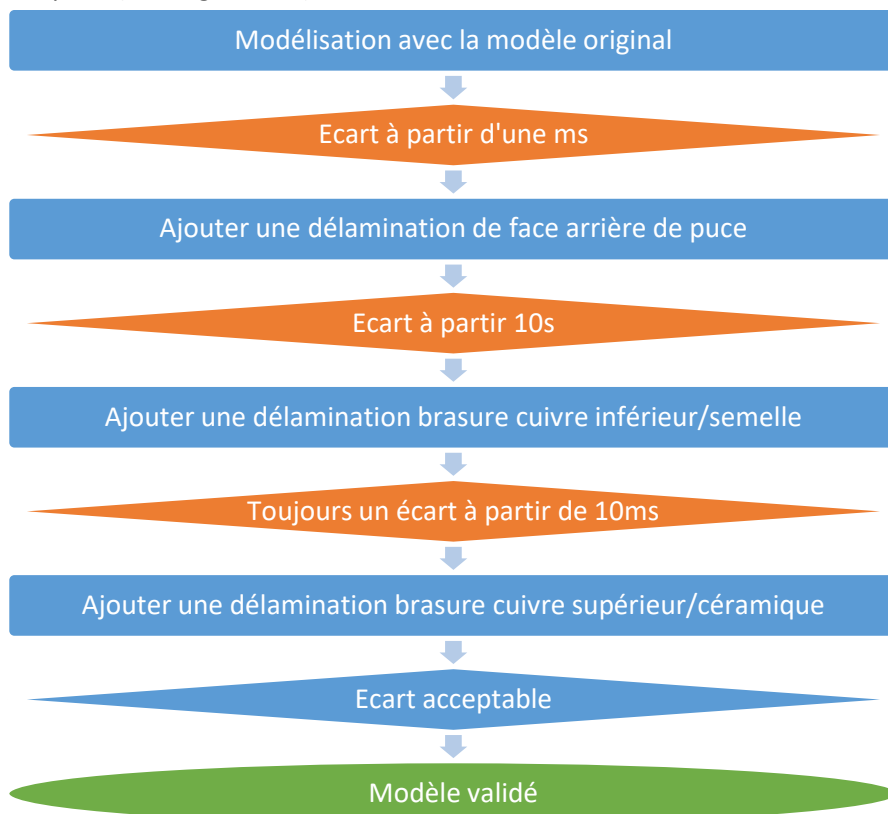 Modélisation avec la modèle original
Ecart à partir d'une ms
Ajouter une délamination de face arrière de puce
Ecart à partir 10s
Ajouter une délamination brasure cuivre inférieur/semelle
Toujours un écart à partir de 10ms
Ajouter une délamination brasure cuivre supérieur/céramique
Ecart acceptable
Modèle validé